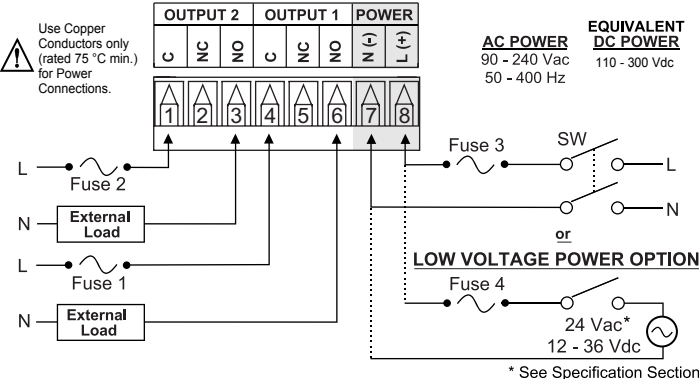 Use Copper
Conductors only
(rated 75 °C min.)
for Power
Connections.
OUTPUT 2 OUTPUT 1 POWER
C NC NO C NC NO N (-) L (+)
1 2 3 4 5 6 7 8
AC POWER
90 - 240 Vac
50 - 400 Hz
EQUIVALENT
DC POWER
110 - 300 Vdc
L Fuse 2
N External
Load
L Fuse 1
N External
Load
Fuse 3 SW L
N
or
LOW VOLTAGE POWER OPTION
Fuse 4
24 Vac*
12 - 36 Vdc
* See Specification Section